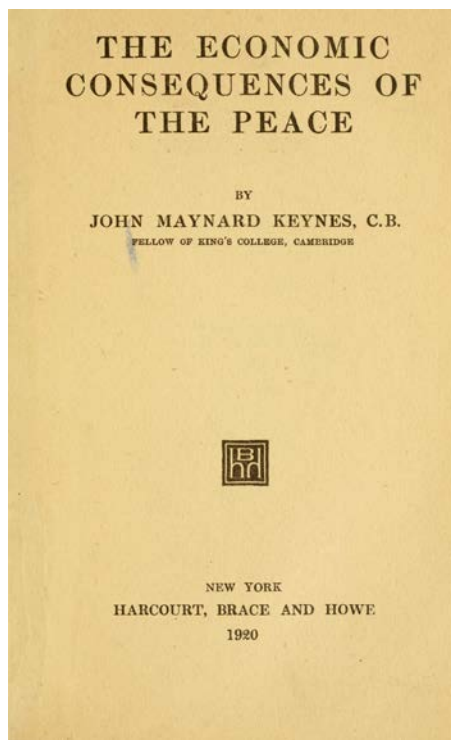 THE ECONOMIC
CONSEQUENCES OF
THE PEACE
BY
JOHN MAYNARD KEYNES, C.B.
FELLOW OF KING'S COLLEGE, CAMBRIDGE
HBH
NEW YORK
HARCOURT, BRACE AND HOWE
1920